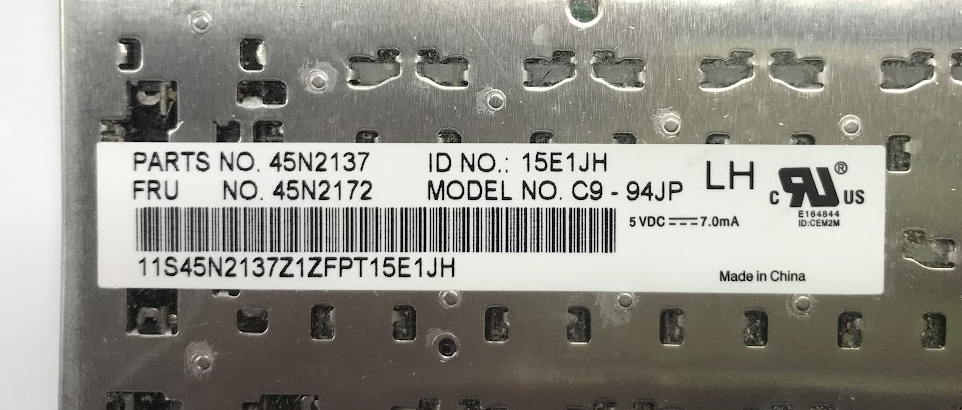 PARTS NO. 45N2137 ID NO.: 15E1JH LH
FRU NO. 45N2172 MODEL NO. C9 - 94JP
c RU ® US
E164844
ID:CEM2M
5 VDC ⎓ 7.0mA
11S45N2137Z1ZFPT15E1JH
Made in China